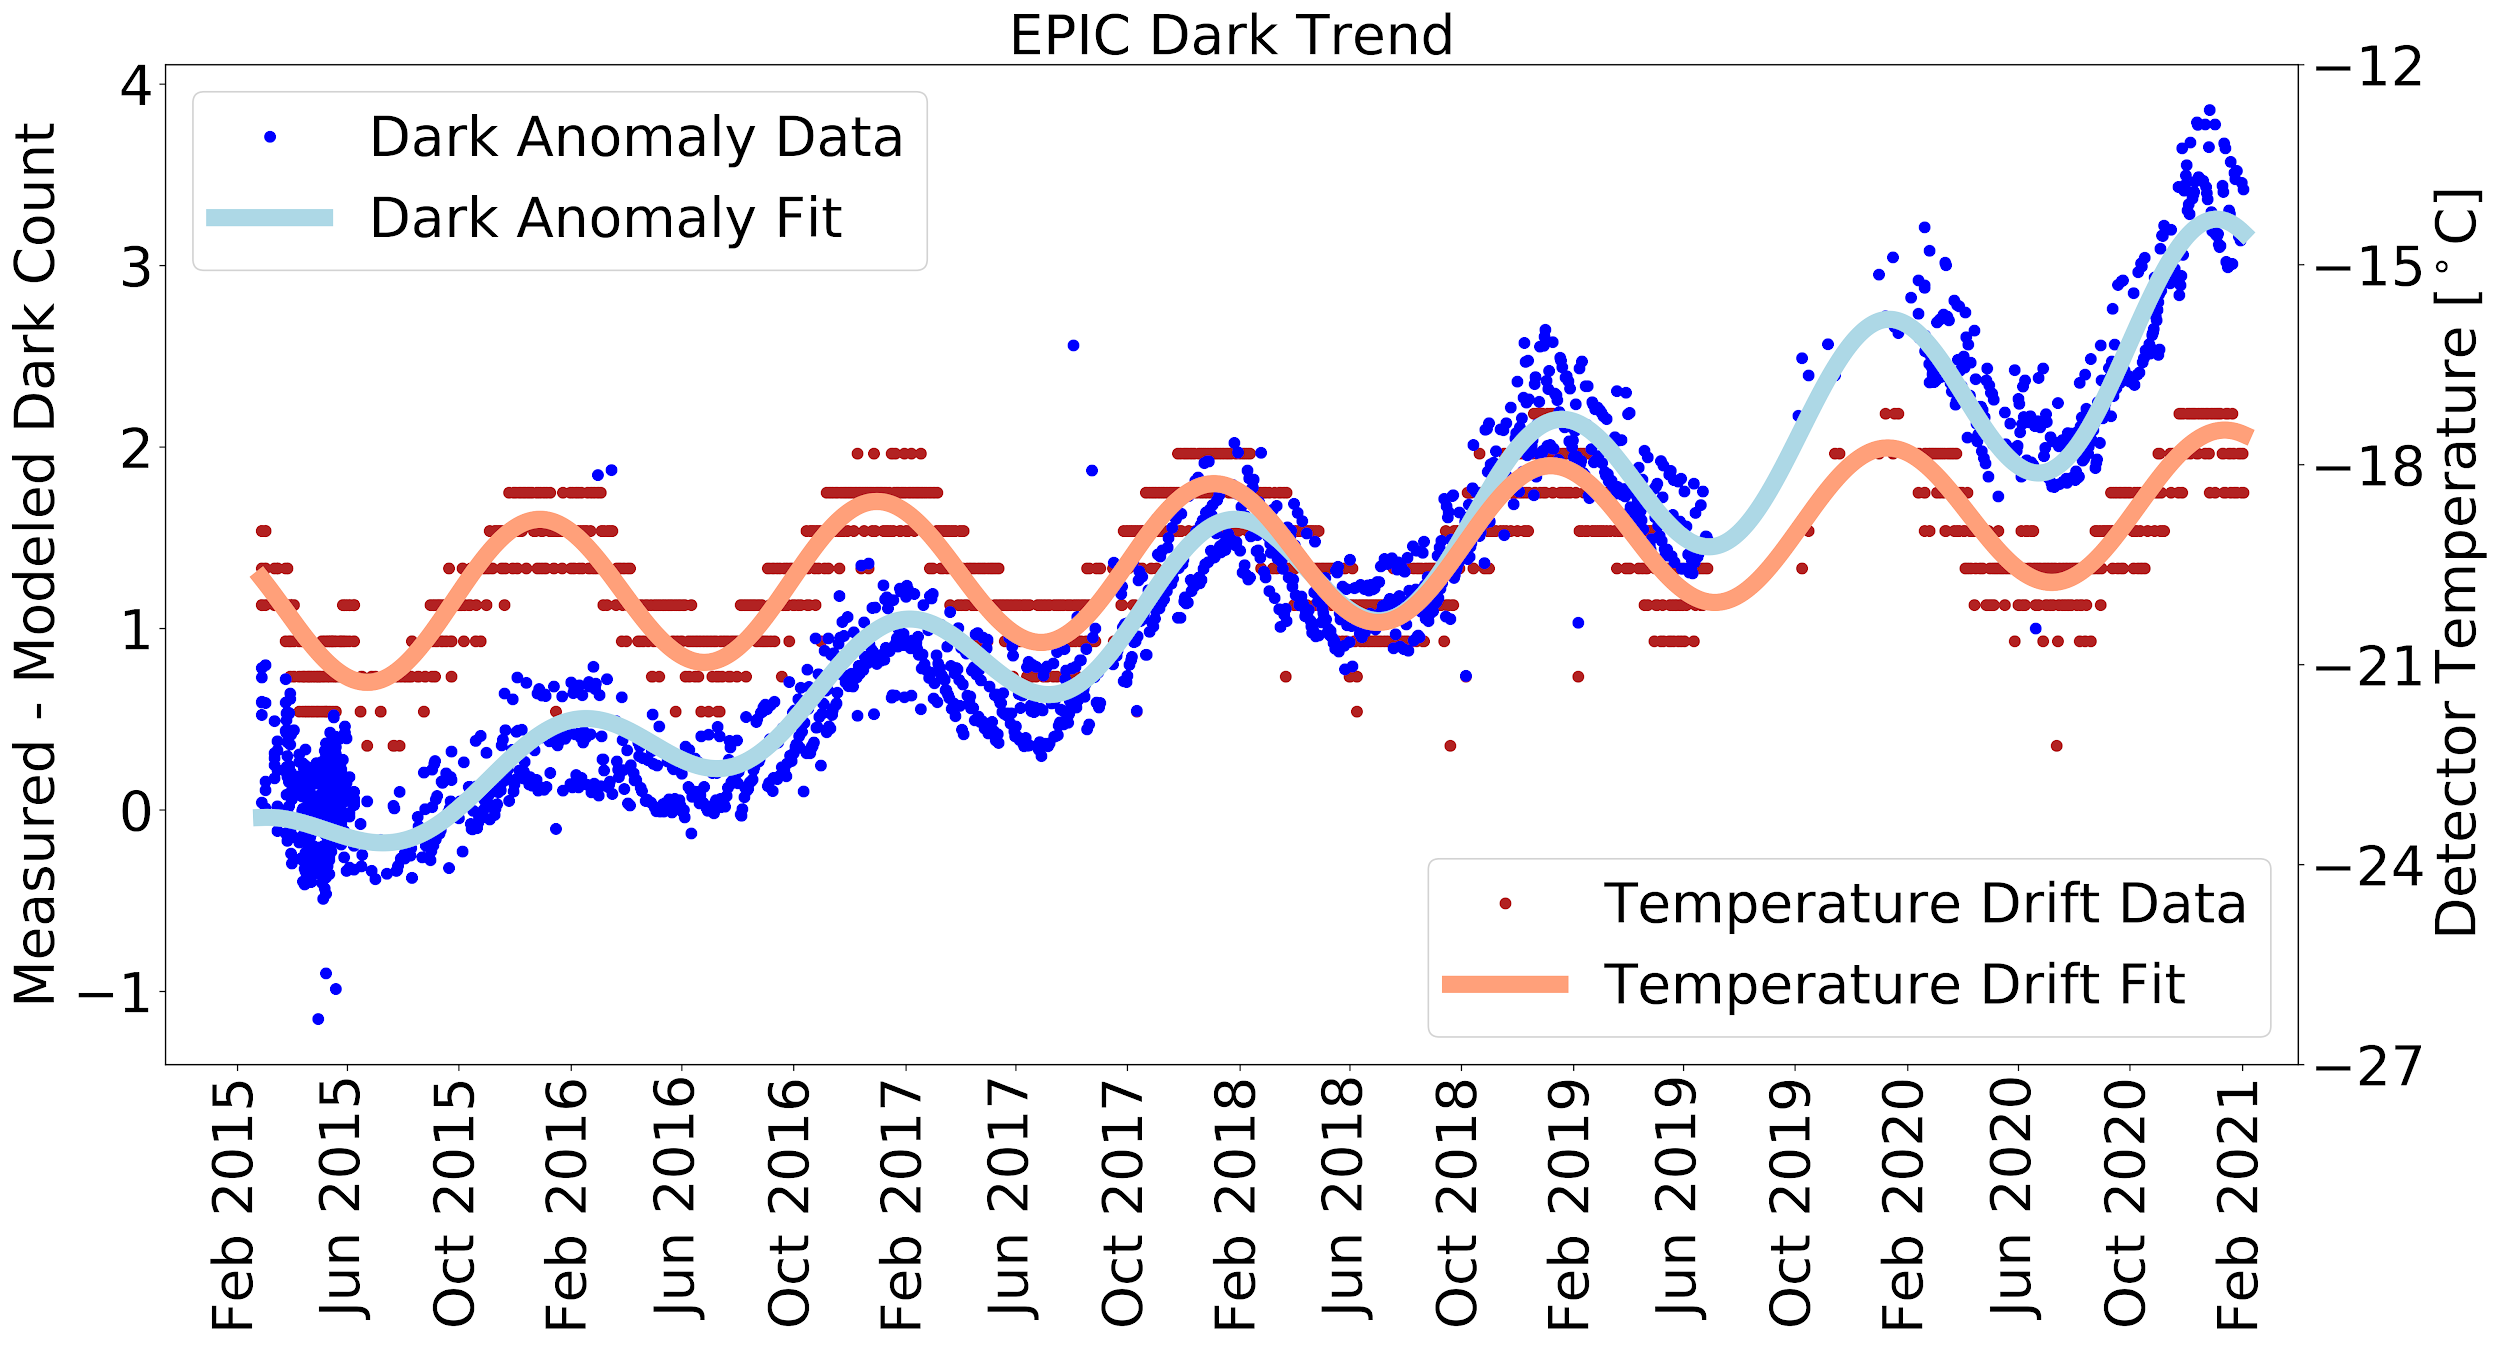 EPIC Dark Trend
Measured - Modeled Dark Count
4
3
2
1
0
−1
Dark Anomaly Data
Dark Anomaly Fit
Temperature Drift Data
Temperature Drift Fit
−12
−15
−18
−21
−24
−27
Detector Temperature [°C]
Feb 2015
Jun 2015
Oct 2015
Feb 2016
Jun 2016
Oct 2016
Feb 2017
Jun 2017
Oct 2017
Feb 2018
Jun 2018
Oct 2018
Feb 2019
Jun 2019
Oct 2019
Feb 2020
Jun 2020
Oct 2020
Feb 2021